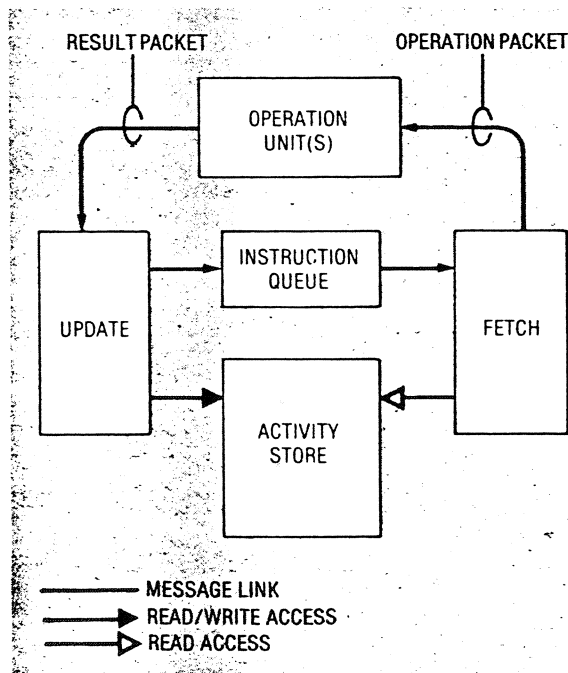 RESULT PACKET
OPERATION PACKET
OPERATION
UNIT(S)
INSTRUCTION
QUEUE
UPDATE
FETCH
ACTIVITY
STORE
MESSAGE LINK
READ/WRITE ACCESS
READ ACCESS